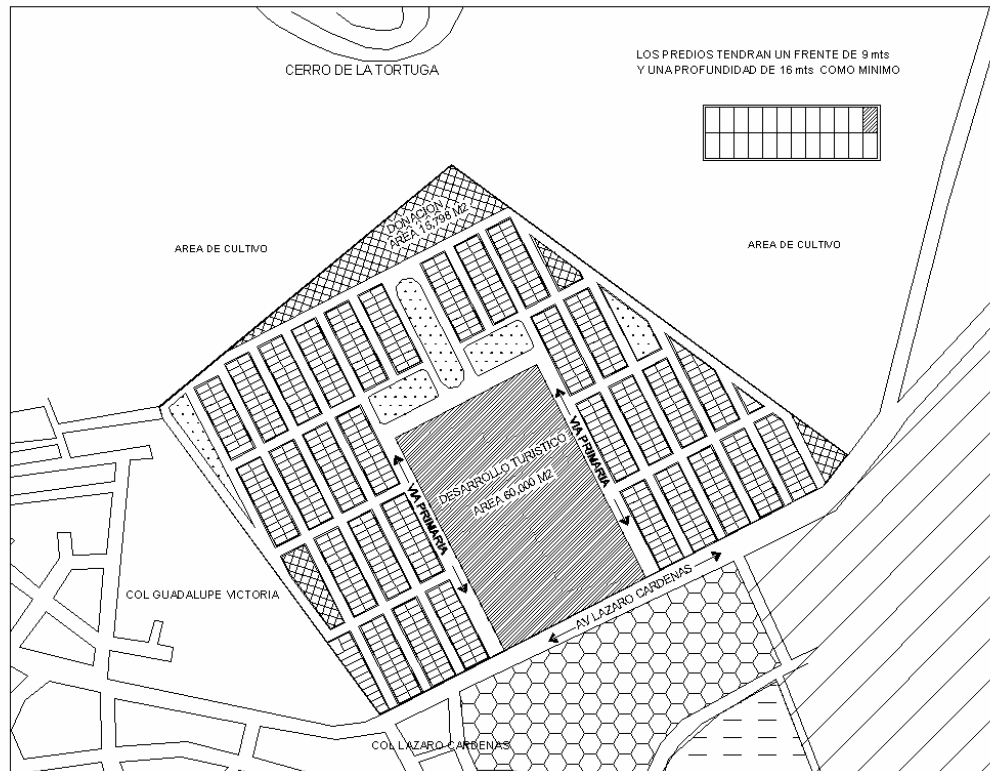 CERRO DE LA TORTUGA
LOS PREDIOS TENDRAN UN FRENTE DE 9 mts
Y UNA PROFUNDIDAD DE 16 mts COMO MINIMO
DONACION
AREA 15,796 M2
AREA DE CULTIVO
AREA DE CULTIVO
VIA PRIMARIA
DESARROLLO TURISTICO
AREA 60,000 M2
VIA PRIMARIA
COL GUADALUPE VICTORIA
AV LAZARO CARDENAS
COL LAZARO CARDENAS